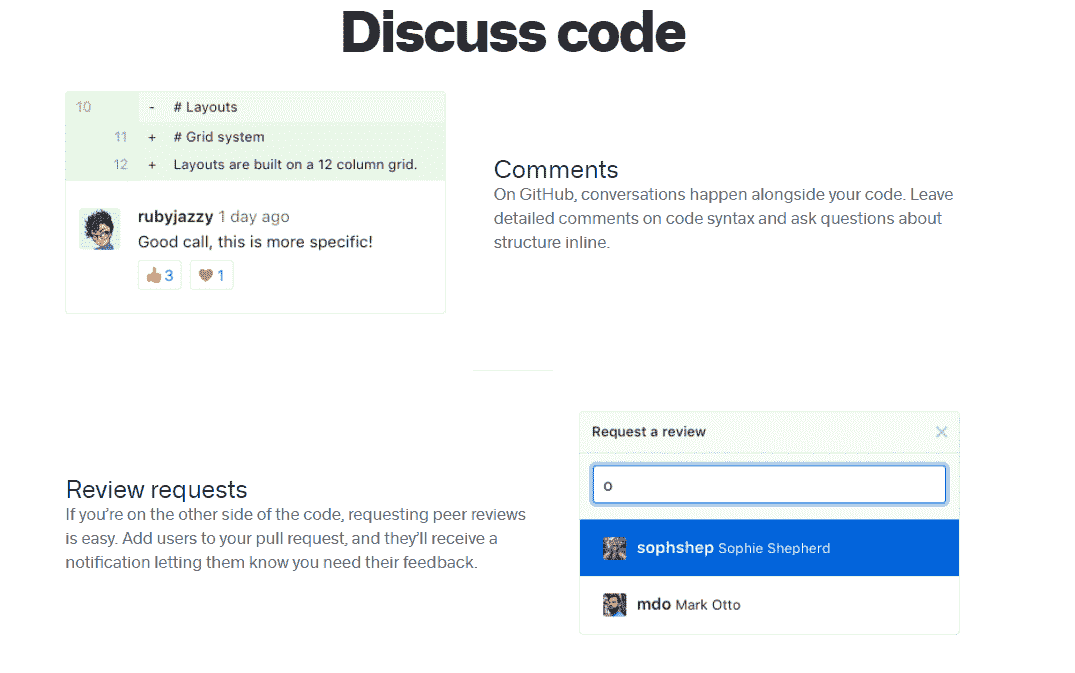 Discuss code
10 - # Layouts
11 + # Grid system
12 + Layouts are built on a 12 column grid.
rubyjazzy 1 day ago
Good call, this is more specific!
3 1
Comments
On GitHub, conversations happen alongside your code. Leave
detailed comments on code syntax and ask questions about
structure inline.
Review requests
If you’re on the other side of the code, requesting peer reviews
is easy. Add users to your pull request, and they’ll receive a
notification letting them know you need their feedback.
Request a review
o
sophshep Sophie Shepherd
mdo Mark Otto